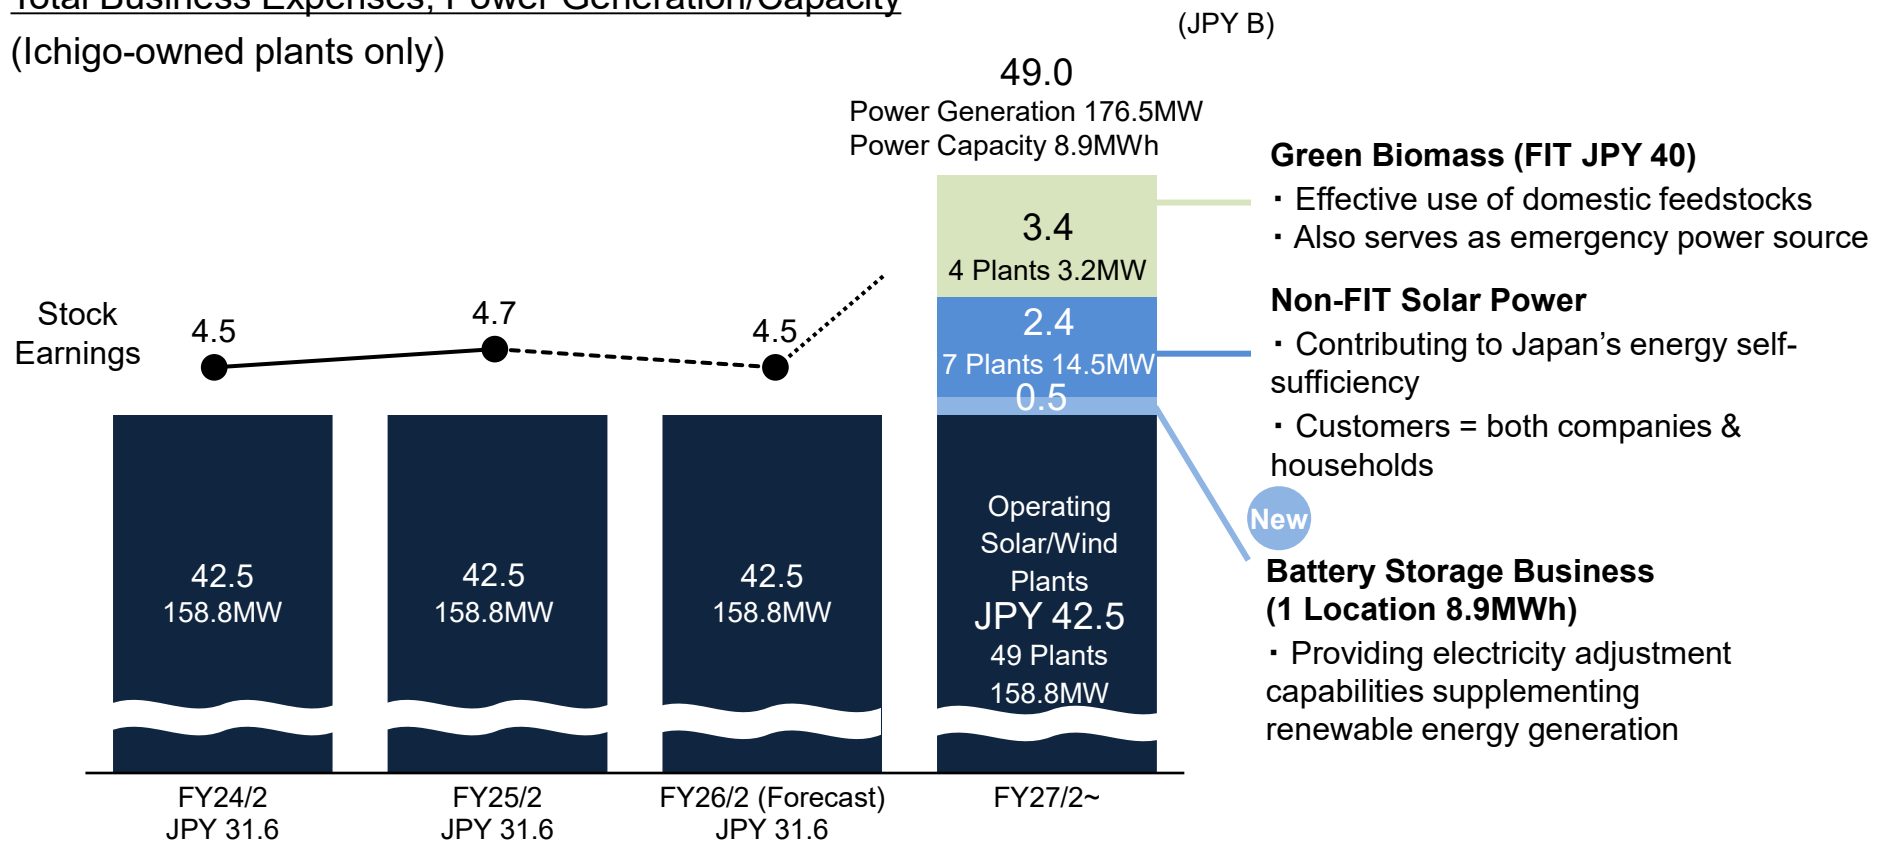 Total Business Expenses, Power Generation/Capacity
(Ichigo-owned plants only)
(JPY B)
49.0
Power Generation 176.5MW
Power Capacity 8.9MWh
Stock
Earnings
4.5
4.7
4.5
3.4
4 Plants 3.2MW
2.4
7 Plants 14.5MW
0.5
42.5
158.8MW
42.5
158.8MW
42.5
158.8MW
Operating
Solar/Wind
Plants
JPY 42.5
49 Plants
158.8MW
FY24/2
JPY 31.6
FY25/2
JPY 31.6
FY26/2 (Forecast)
JPY 31.6
FY27/2~
Green Biomass (FIT JPY 40)
・Effective use of domestic feedstocks
・Also serves as emergency power source
Non-FIT Solar Power
・Contributing to Japan’s energy self-
sufficiency
・Customers = both companies &
households
New
Battery Storage Business
(1 Location 8.9MWh)
・Providing electricity adjustment
capabilities supplementing
renewable energy generation